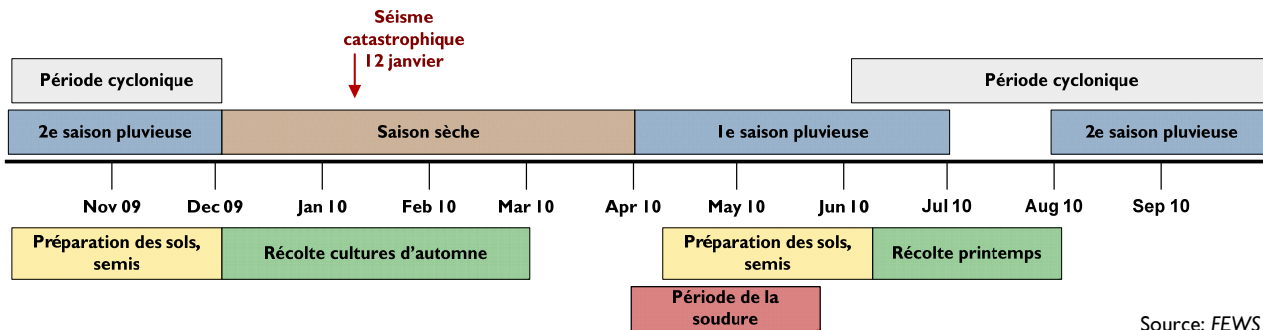 Séisme
catastrophique
12 janvier
Période cyclonique
Période cyclonique
2e saison pluvieuse
Saison sèche
1e saison pluvieuse
2e saison pluvieuse
Nov 09
Dec 09
Jan 10
Feb 10
Mar 10
Apr 10
May 10
Jun 10
Jul 10
Aug 10
Sep 10
Préparation des sols,
semis
Récolte cultures d’automne
Préparation des sols,
semis
Récolte printemps
Période de la
soudure
Source: FEWS